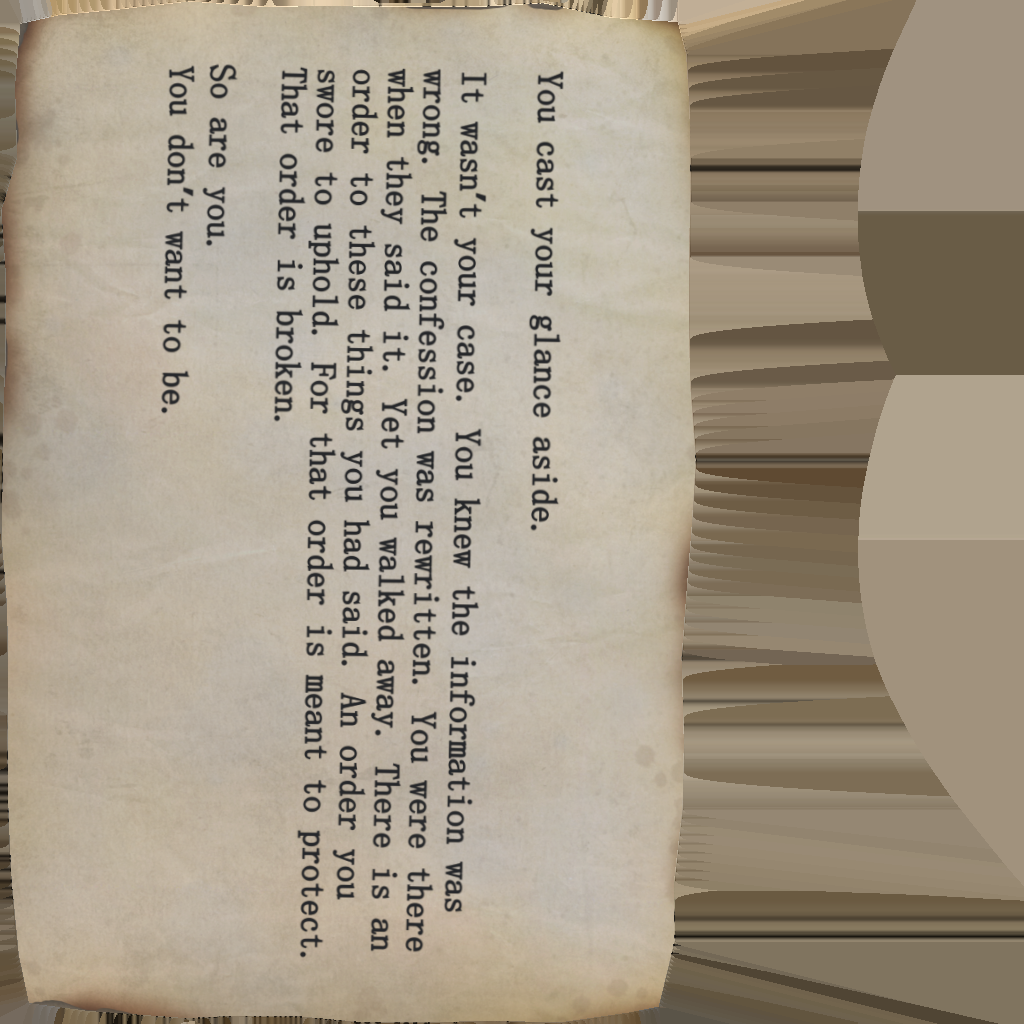 You cast your glance aside.
It wasn't your case. You knew the information was
wrong. The confession was rewritten. You were there
when they said it. Yet you walked away. There is an
order to these things you had said. An order you
swore to uphold. For that order is meant to protect.
That order is broken.
So are you.
You don't want to be.